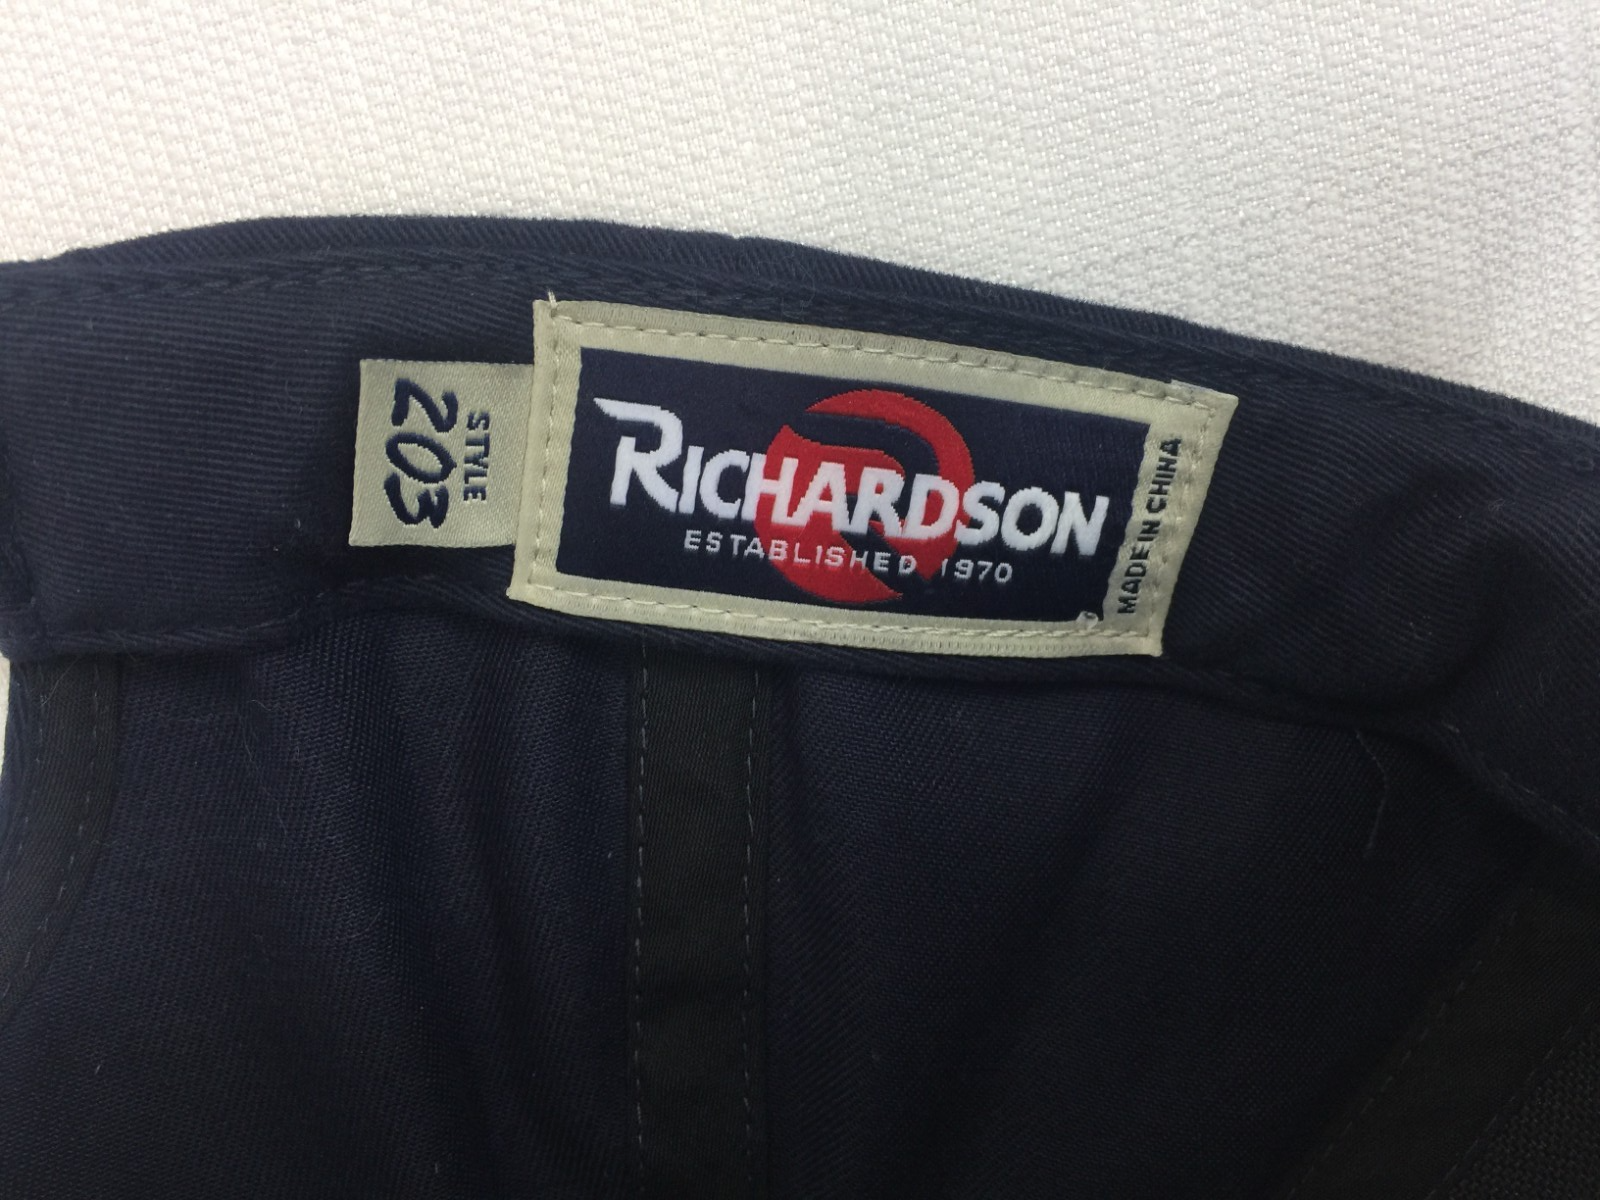 STYLE
203
RICHARDSON
ESTABLISHED 1970
MADE IN CHINA